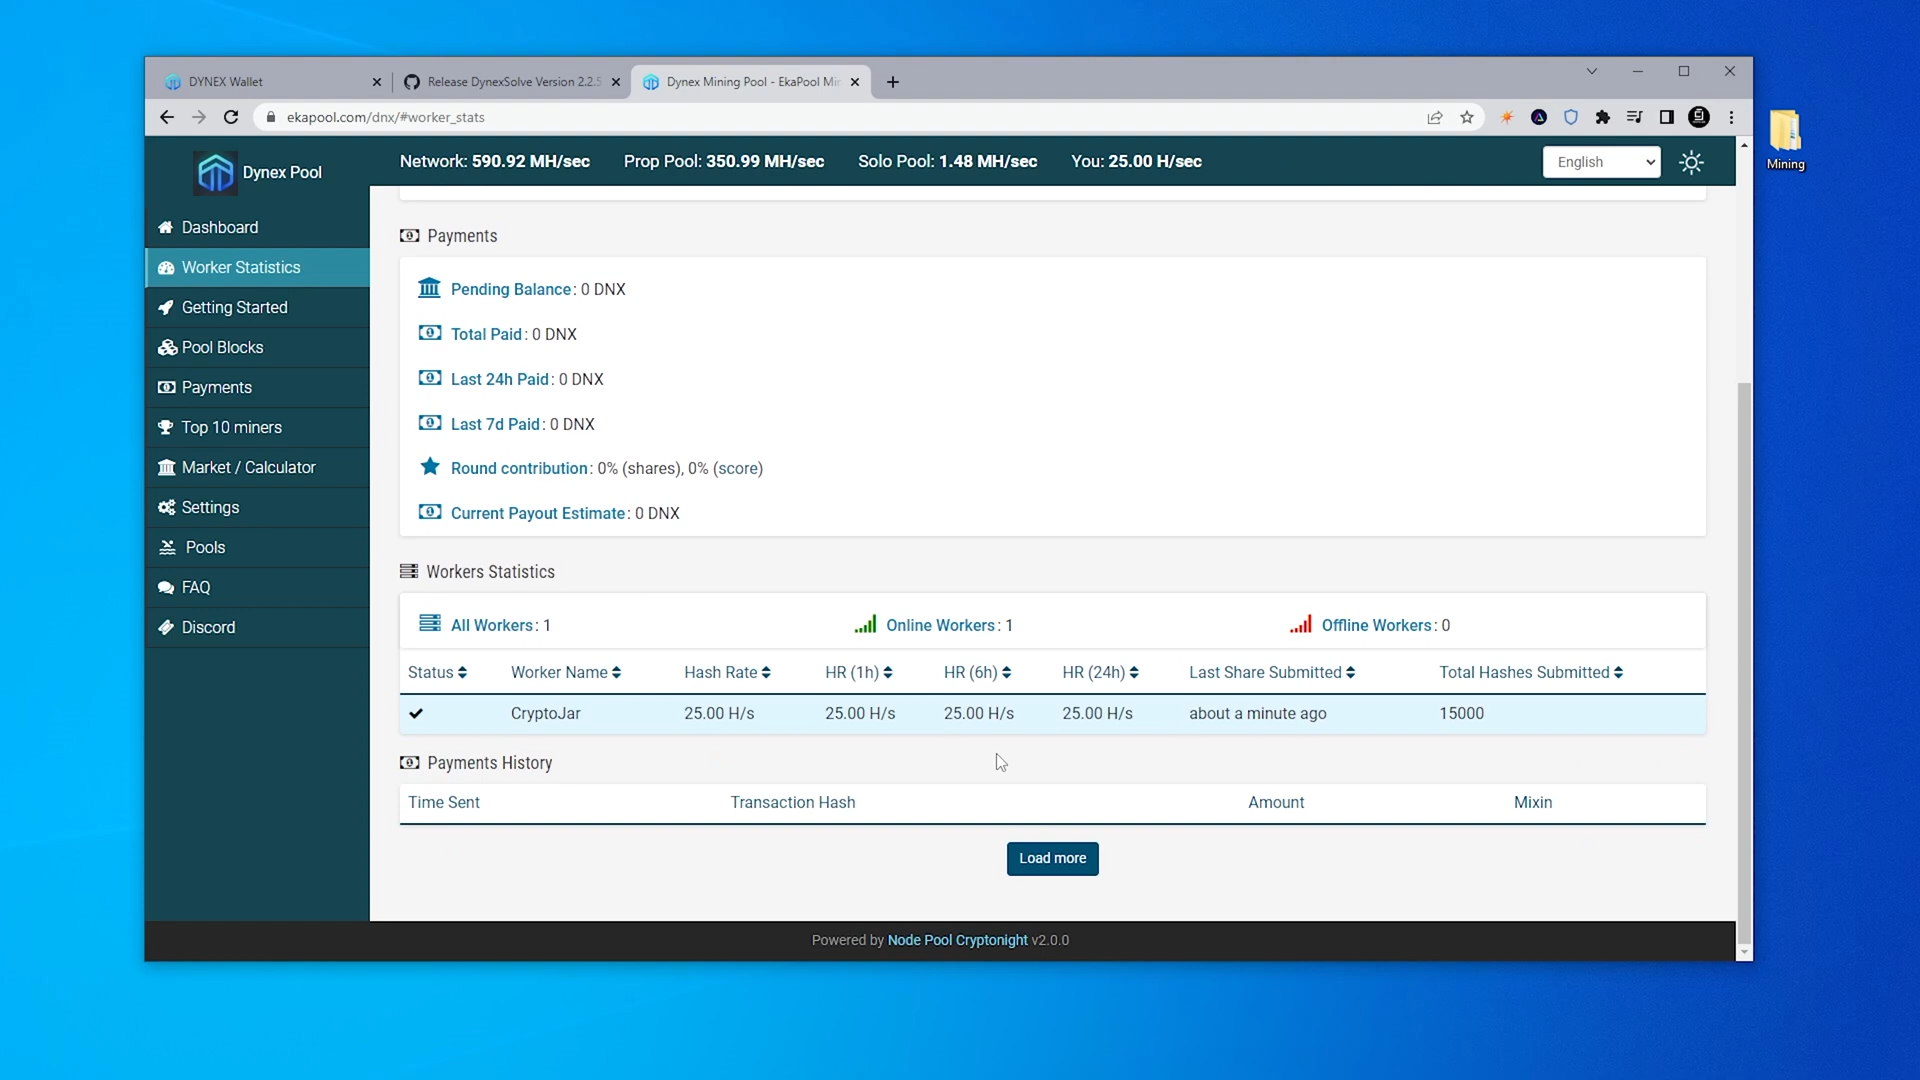 DYNEX Wallet
Release DynexSolve Version 2.2.5
Dynex Mining Pool - EkaPool Mi
ekapool.com/dnx/#worker_stats
Mining
Dynex Pool
Network: 590.92 MH/sec Prop Pool: 350.99 MH/sec Solo Pool: 1.48 MH/sec You: 25.00 H/sec
English
Dashboard
Worker Statistics
Getting Started
Pool Blocks
Payments
Top 10 miners
Market / Calculator
Settings
Pools
FAQ
Discord
Payments
Pending Balance: 0 DNX
Total Paid: 0 DNX
Last 24h Paid: 0 DNX
Last 7d Paid: 0 DNX
Round contribution: 0% (shares), 0% (score)
Current Payout Estimate: 0 DNX
Workers Statistics
All Workers: 1 Online Workers: 1 Offline Workers: 0
Status Worker Name Hash Rate HR (1h) HR (6h) HR (24h) Last Share Submitted Total Hashes Submitted
CryptoJar 25.00 H/s 25.00 H/s 25.00 H/s 25.00 H/s about a minute ago 15000
Payments History
Time Sent Transaction Hash Amount Mixin
Load more
Powered by Node Pool Cryptonight v2.0.0